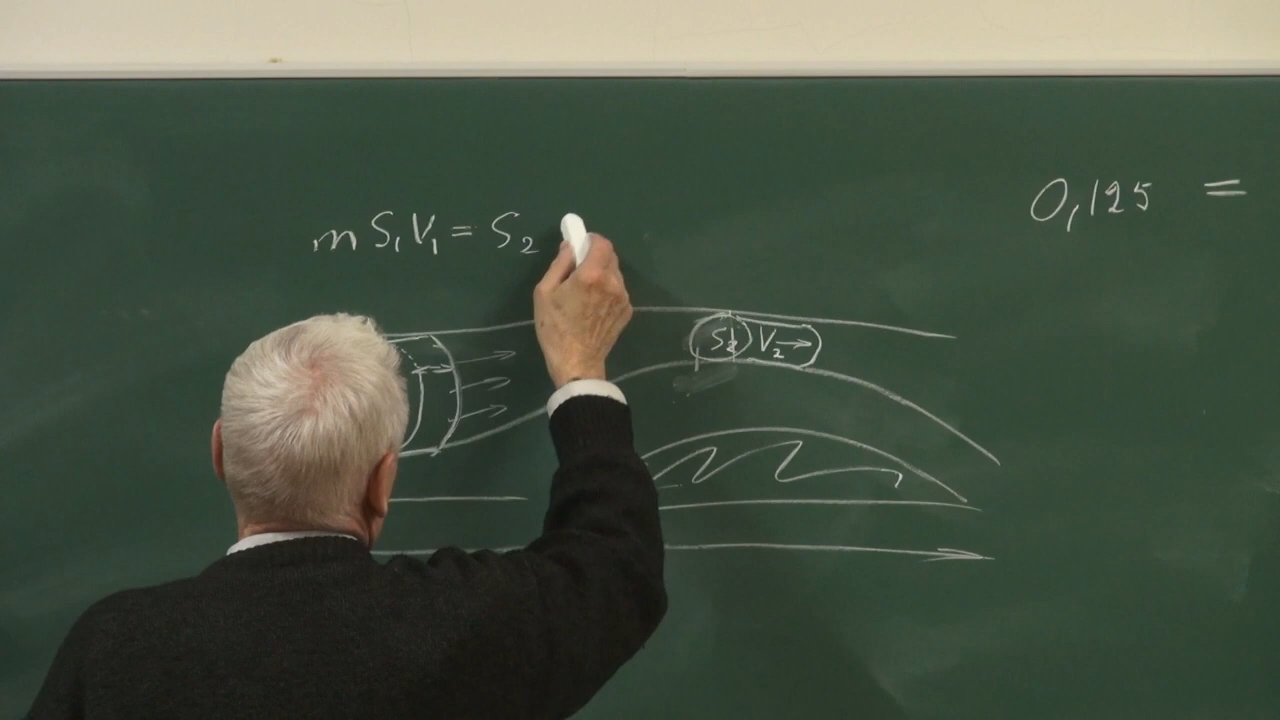 0,125 =
m S₁ V₁ = S₂
S₂ V₂